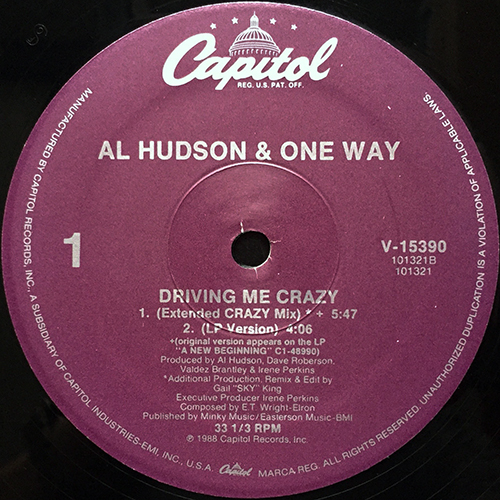 Capitol
REG. U.S. PAT. OFF.
AL HUDSON & ONE WAY
1
V-15390
101321B
101321
DRIVING ME CRAZY
1. (Extended CRAZY Mix) * + 5:47
2. (LP Version) 4:06
+(original version appears on the LP
"A NEW BEGINNING" C1-48990)
Produced by Al Hudson, Dave Roberson,
Valdez Brantley & Irene Perkins
*Additional Production, Remix & Edit by
Gail "SKY" King
Executive Producer Irene Perkins
Composed by E.T. Wright-Elron
Published by Minky Music/Easterson Music-BMI
33 1/3 RPM
℗ 1988 Capitol Records, Inc.
MANUFACTURED BY CAPITOL RECORDS, INC., A SUBSIDIARY OF CAPITOL INDUSTRIES-EMI, INC., U.S.A. Capitol MARCA REG. ALL RIGHTS RESERVED. UNAUTHORIZED DUPLICATION IS A VIOLATION OF APPLICABLE LAWS.